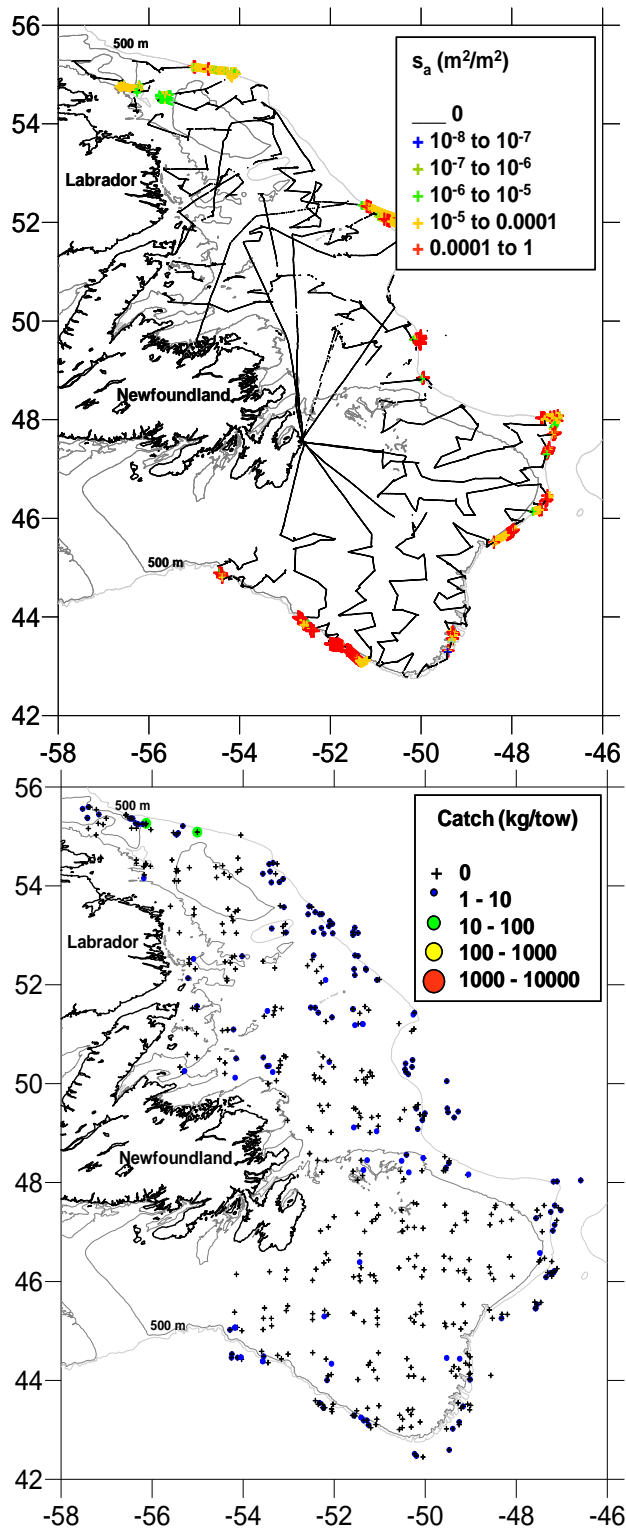 56
54
52
50
48
46
44
42
500 m
Labrador
Newfoundland
500 m
sa (m2/m2)
___ 0
+ 10-8 to 10-7
+ 10-7 to 10-6
+ 10-6 to 10-5
+ 10-5 to 0.0001
+ 0.0001 to 1
-58 -56 -54 -52 -50 -48 -46
56
54
52
50
48
46
44
42
500 m
Labrador
Newfoundland
500 m
Catch (kg/tow)
+ 0
1 - 10
10 - 100
100 - 1000
1000 - 10000
-58 -56 -54 -52 -50 -48 -46